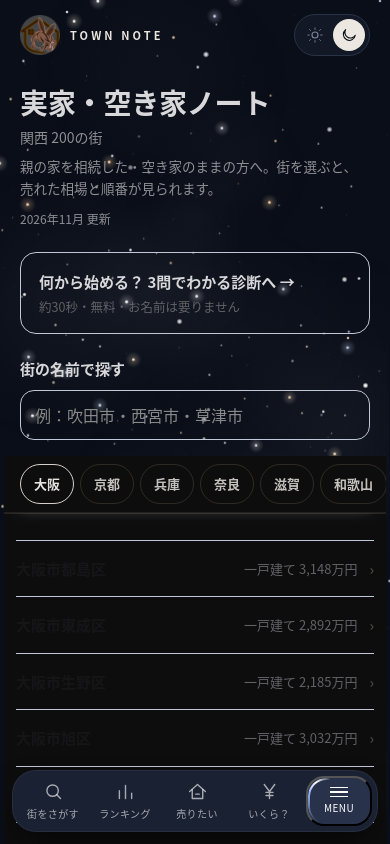 TOWN NOTE
実家・空き家ノート
関西 200の街
親の家を相続した・空き家のままの方へ。街を選ぶと、
売れた相場と順番が見られます。
2026年11月 更新
何から始める？ 3問でわかる診断へ →
約30秒・無料・お名前は要りません
街の名前で探す
例：吹田市・西宮市・草津市
大阪 京都 兵庫 奈良 滋賀 和歌山
大阪市都島区 一戸建て 3,148万円 ›
大阪市東成区 一戸建て 2,892万円 ›
大阪市生野区 一戸建て 2,185万円 ›
大阪市旭区 一戸建て 3,032万円 ›
街をさがす ランキング 売りたい いくら？ MENU